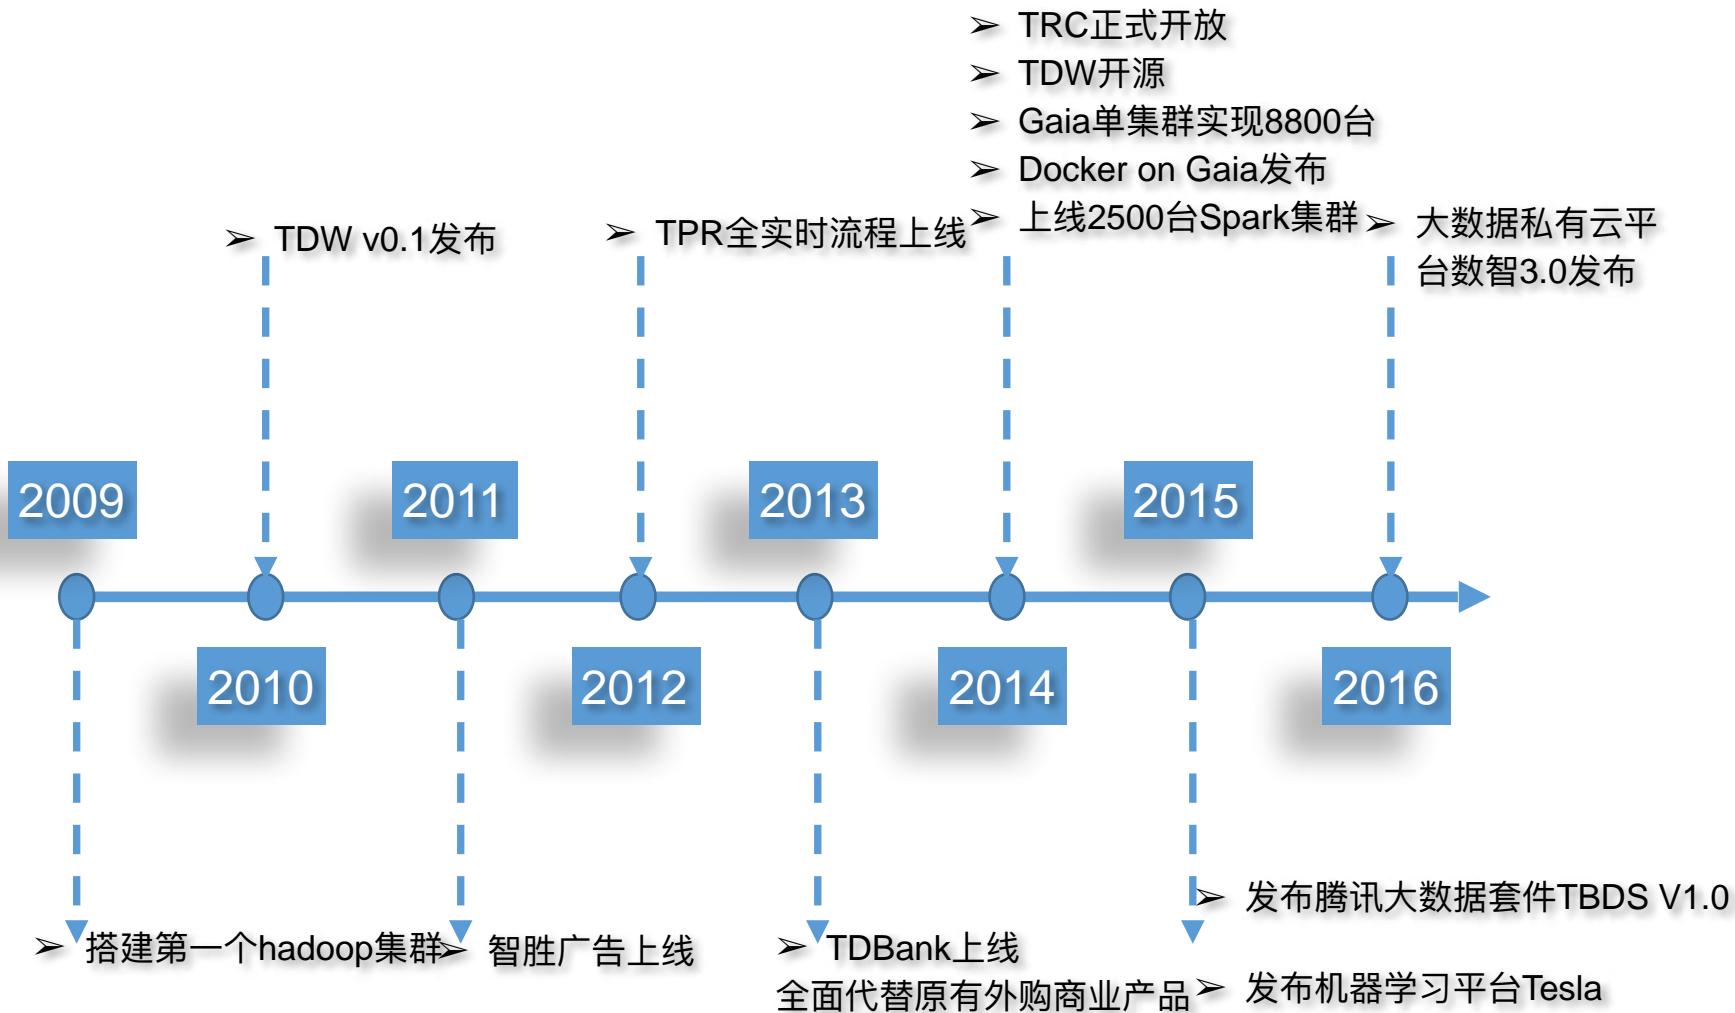 ➢ TRC正式开放
➢ TDW开源
➢ Gaia单集群实现8800台
➢ Docker on Gaia发布
➢ 上线2500台Spark集群
➢ TDW v0.1发布
➢ TPR全实时流程上线
➢ 大数据私有云平
台数智3.0发布
2009
2011
2013
2015
2010
2012
2014
2016
➢ 搭建第一个hadoop集群
➢ 智胜广告上线
➢ TDBank上线
全面代替原有外购商业产品
➢ 发布腾讯大数据套件TBDS V1.0
➢ 发布机器学习平台Tesla